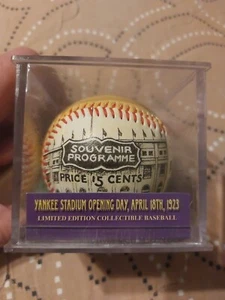 SOUVENIR
PROGRAMME
PRICE 15 CENTS
YANKEE STADIUM OPENING DAY, APRIL 18TH, 1923
LIMITED EDITION COLLECTIBLE BASEBALL